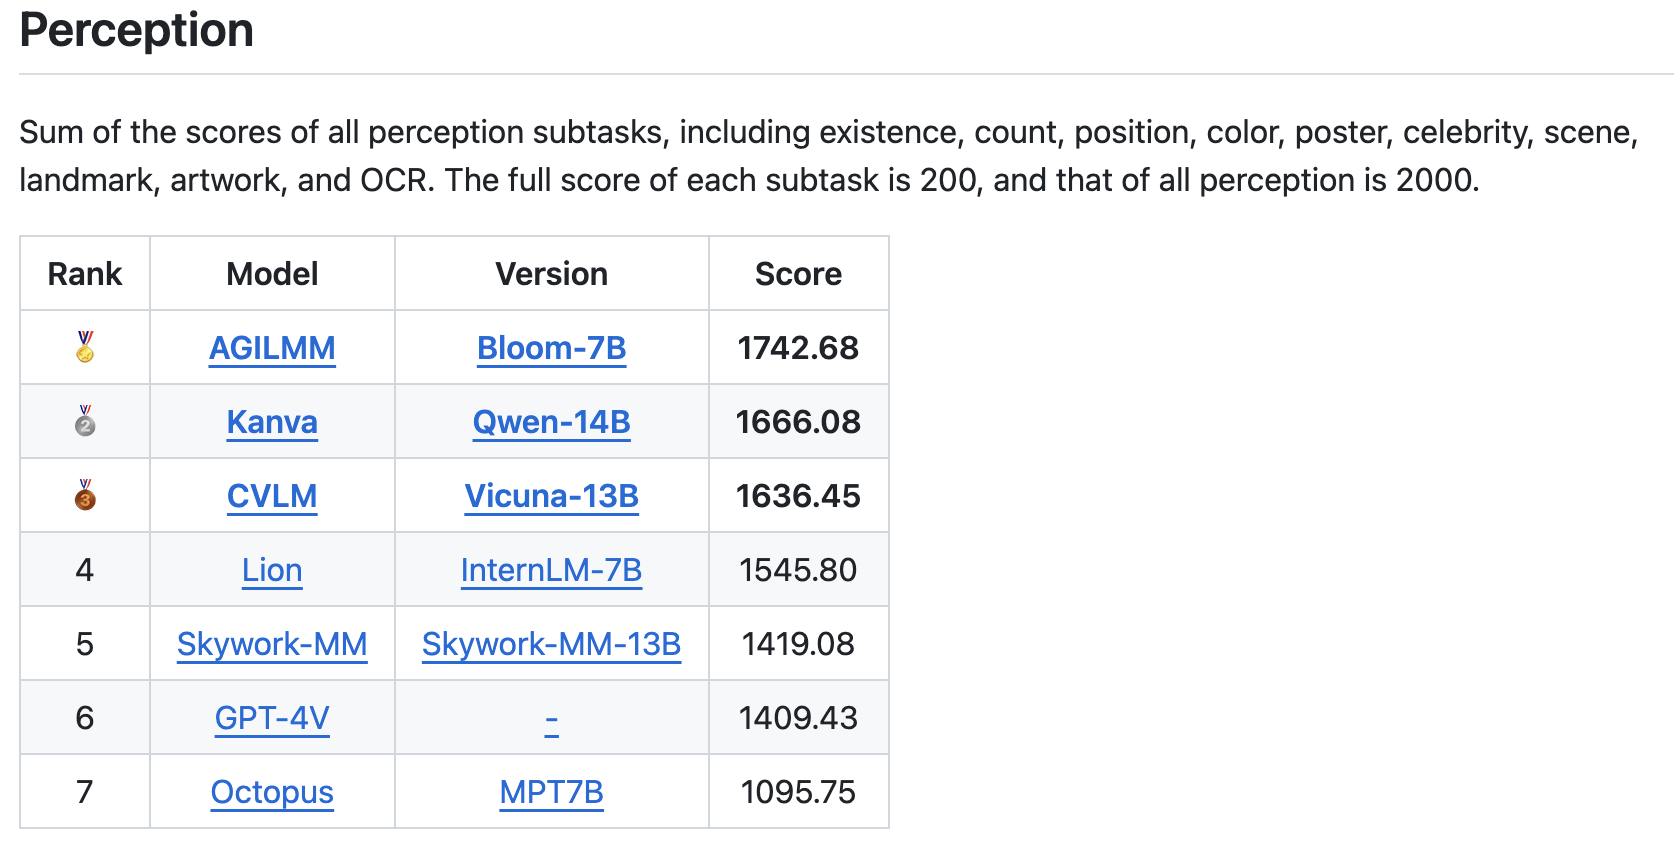 Perception
Sum of the scores of all perception subtasks, including existence, count, position, color, poster, celebrity, scene,
landmark, artwork, and OCR. The full score of each subtask is 200, and that of all perception is 2000.
Rank Model Version Score
🥇 AGILMM Bloom-7B 1742.68
🥈 Kanva Qwen-14B 1666.08
🥉 CVLM Vicuna-13B 1636.45
4 Lion InternLM-7B 1545.80
5 Skywork-MM Skywork-MM-13B 1419.08
6 GPT-4V - 1409.43
7 Octopus MPT7B 1095.75